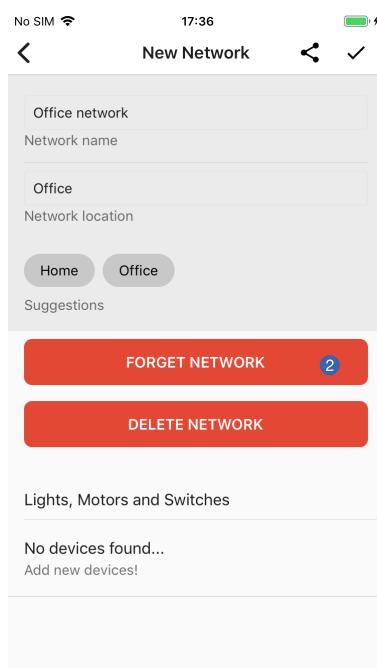 No SIM 17:36
New Network
Office network
Network name
Office
Network location
Home Office
Suggestions
FORGET NETWORK 2
DELETE NETWORK
Lights, Motors and Switches
No devices found...
Add new devices!